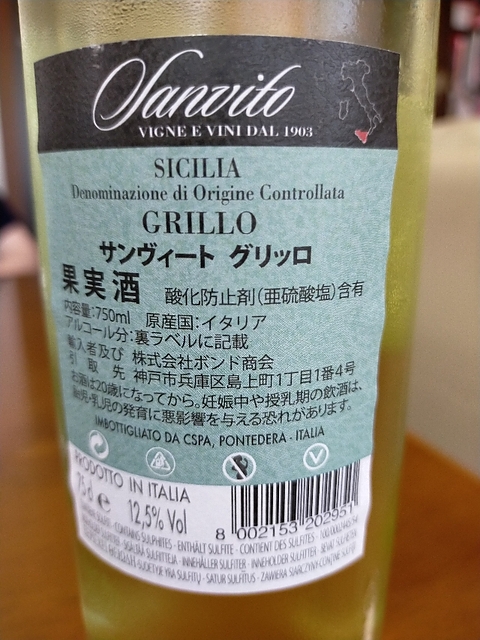 Sanvito
VIGNE E VINI DAL 1903
SICILIA
Denominazione di Origine Controllata
GRILLO
サンヴィート グリッロ
果実酒 酸化防止剤(亜硫酸塩)含有
内容量:750ml 原産国:イタリア
アルコール分:裏ラベルに記載
輸入者及び 株式会社ボンド商会
引取先 神戸市兵庫区島上町1丁目1番4号
お酒は20歳になってから。妊娠中や授乳期の飲酒は、
胎児・乳児の発育に悪影響を与える恐れがあります。
IMBOTTIGLIATO DA CSPA, PONTEDERA - ITALIA
PRODOTTO IN ITALIA
75 cl e 12,5% Vol
8 002153 202951
CONTAINS SULPHITES - ENTHÄLT SULFITE - CONTIENT DES SULFITES
INNEHÅLLER SULFITER - INNEHOLDER SULFITTER
SATUR SULFĪTUS - ZAWIERA SIARCZYNY